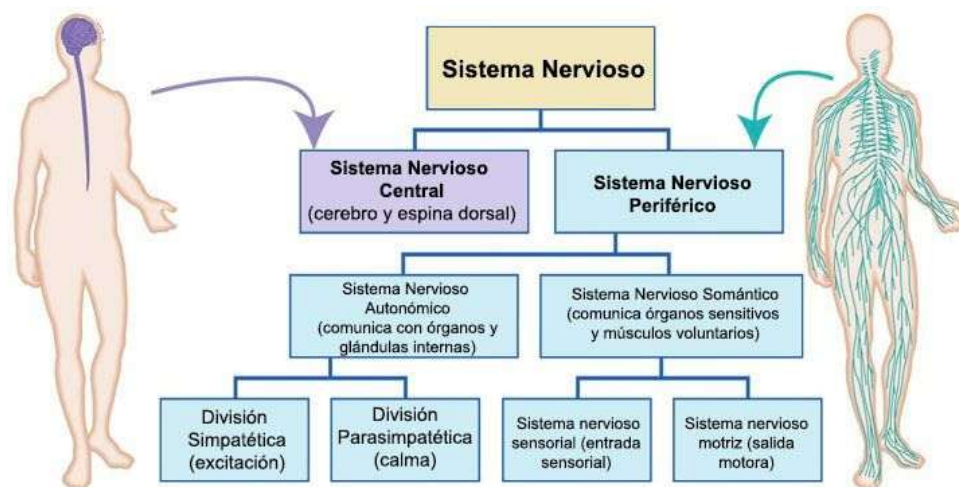 Sistema Nervioso
Sistema Nervioso
Central
(cerebro y espina dorsal)
Sistema Nervioso
Periférico
Sistema Nervioso
Autonómico
(comunica con órganos y
glándulas internas)
Sistema Nervioso Somántico
(comunica órganos sensitivos
y músculos voluntarios)
División
Simpatética
(excitación)
División
Parasimpatética
(calma)
Sistema nervioso
sensorial (entrada
sensorial)
Sistema nervioso
motriz (salida
motora)